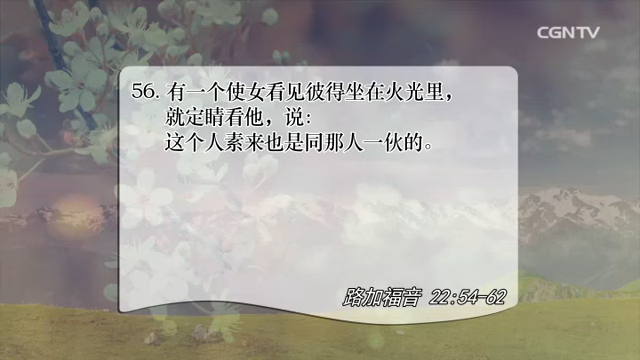 CGNTV
56. 有一个使女看见彼得坐在火光里，
就定睛看他，说：
这个人素来也是同那人一伙的。
路加福音 22:54-62